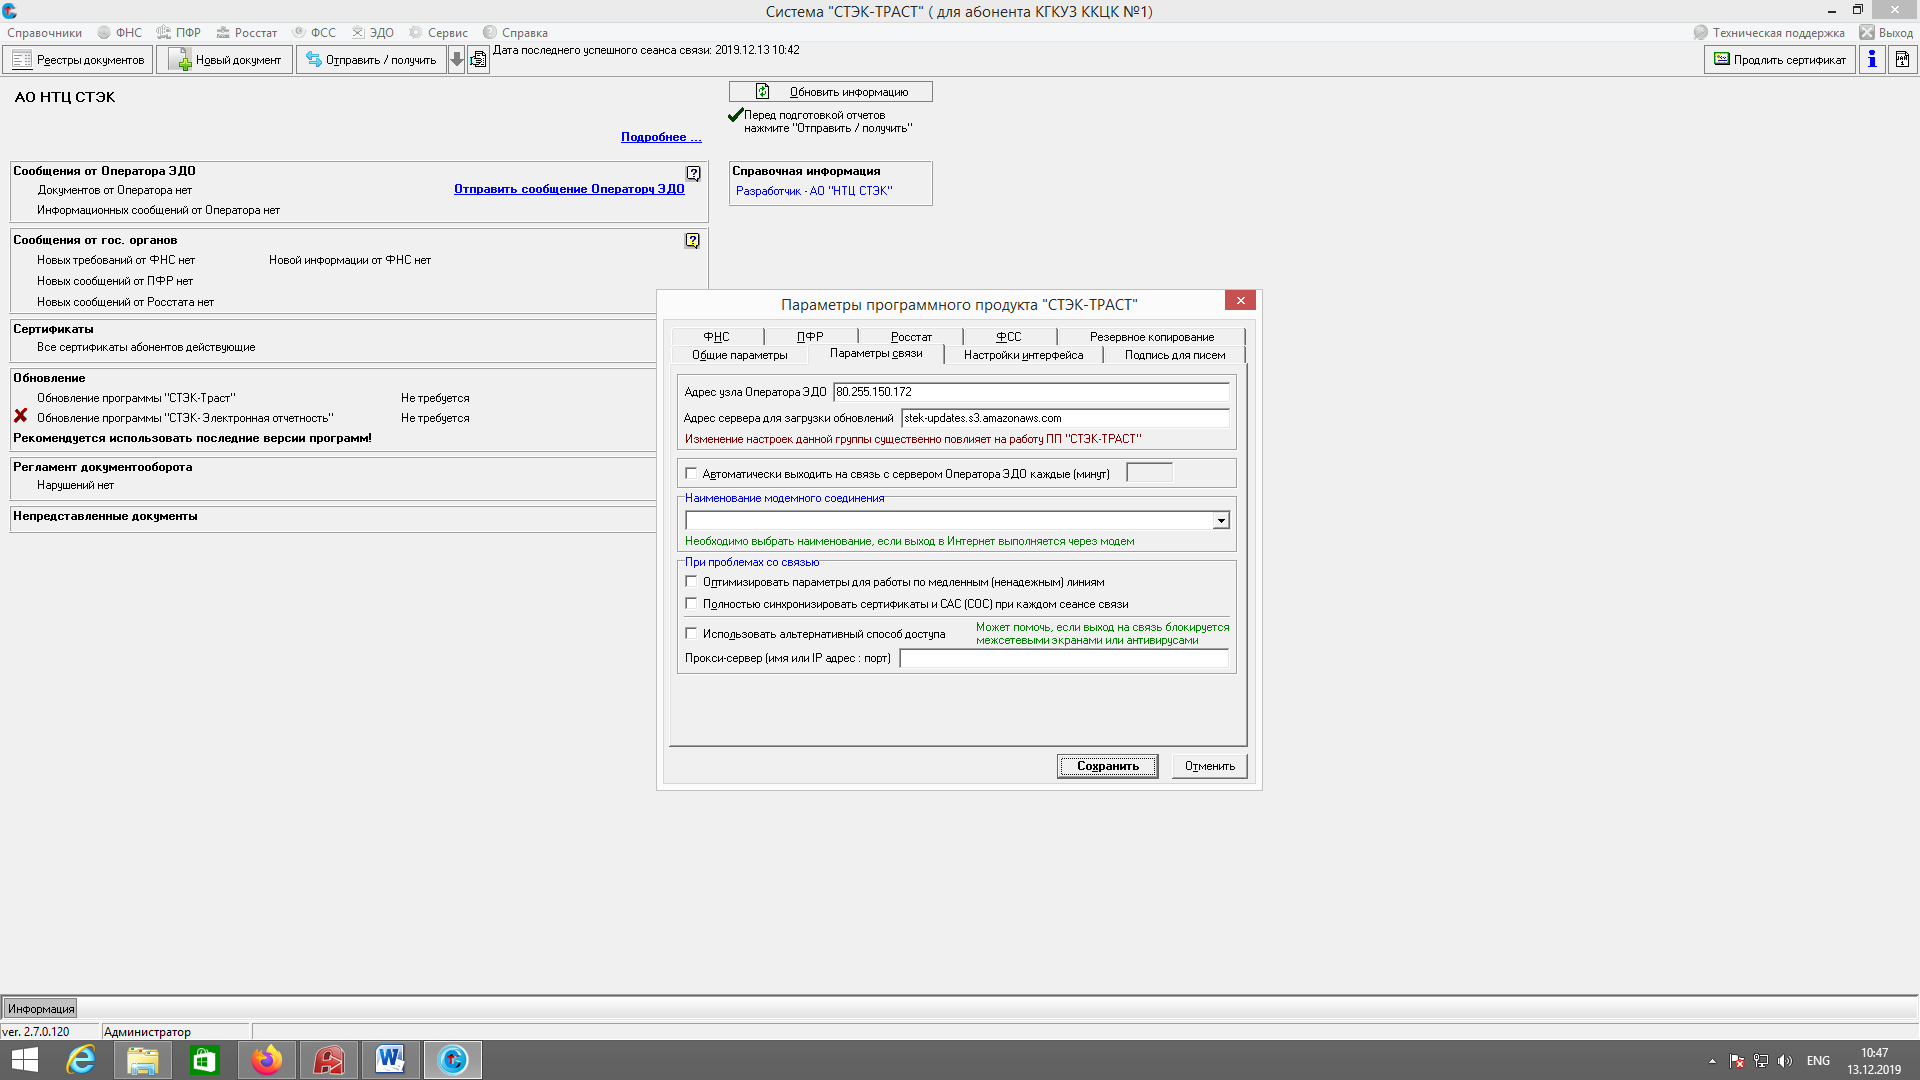 Система "СТЭК-ТРАСТ" ( для абонента КГКУЗ ККЦК №1)
Справочники ФНС ПФР Росстат ФСС ЭДО Сервис Справка Техническая поддержка Выход
Реестры документов Новый документ Отправить / получить Дата последнего успешного сеанса связи: 2019.12.13 10:42 Продлить сертификат
АО НТЦ СТЭК
Подробнее ...
Обновить информацию
Перед подготовкой отчетов
нажмите "Отправить / получить"
Сообщения от Оператора ЭДО
Документов от Оператора нет
Отправить сообщение Оператору ЭДО
Информационных сообщений от Оператора нет
Справочная информация
Разработчик - АО "НТЦ СТЭК"
Сообщения от гос. органов
Новых требований от ФНС нет Новой информации от ФНС нет
Новых сообщений от ПФР нет
Новых сообщений от Росстата нет
Сертификаты
Все сертификаты абонентов действующие
Обновление
Обновление программы "СТЭК-Траст" Не требуется
Обновление программы "СТЭК- Электронная отчетность" Не требуется
Рекомендуется использовать последние версии программ!
Регламент документооборота
Нарушений нет
Непредставленные документы
Параметры программного продукта "СТЭК-ТРАСТ"
ФНС ПФР Росстат ФСС Резервное копирование
Общие параметры Параметры связи Настройки интерфейса Подпись для писем
Адрес узла Оператора ЭДО 80.255.150.172
Адрес сервера для загрузки обновлений stek-updates.s3.amazonaws.com
Изменение настроек данной группы существенно повлияет на работу ПП "СТЭК-ТРАСТ"
Автоматически выходить на связь с сервером Оператора ЭДО каждые (минут)
Наименование модемного соединения
Необходимо выбрать наименование, если выход в Интернет выполняется через модем
При проблемах со связью
Оптимизировать параметры для работы по медленным (ненадежным) линиям
Полностью синхронизировать сертификаты и САС (СОС) при каждом сеансе связи
Использовать альтернативный способ доступа
Может помочь, если выход на связь блокируется
межсетевыми экранами или антивирусами
Прокси-сервер (имя или IP адрес : порт)
Сохранить Отменить
Информация
ver. 2.7.0.120 Администратор
ENG
10:47
13.12.2019